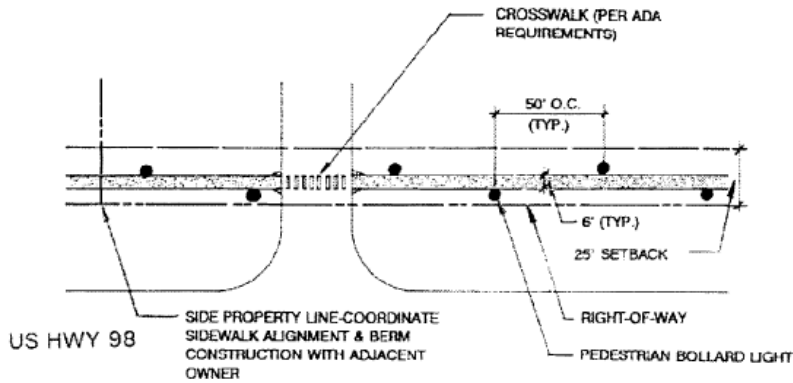 CROSSWALK (PER ADA
REQUIREMENTS)
50' O.C.
(TYP.)
6' (TYP.)
25' SETBACK
US HWY 98
SIDE PROPERTY LINE-COORDINATE
SIDEWALK ALIGNMENT & BERM
CONSTRUCTION WITH ADJACENT
OWNER
RIGHT-OF-WAY
PEDESTRIAN BOLLARD LIGHT